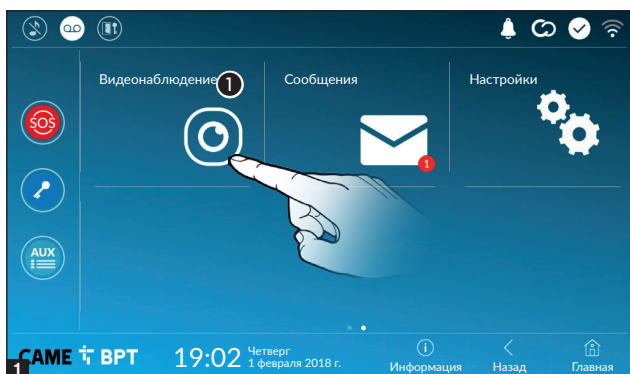 Видеонаблюдение
1
Сообщения
Настройки
SOS
1
AUX
CAME BPT
19:02
Четверг
1 февраля 2018 г.
Информация
Назад
Главная
1